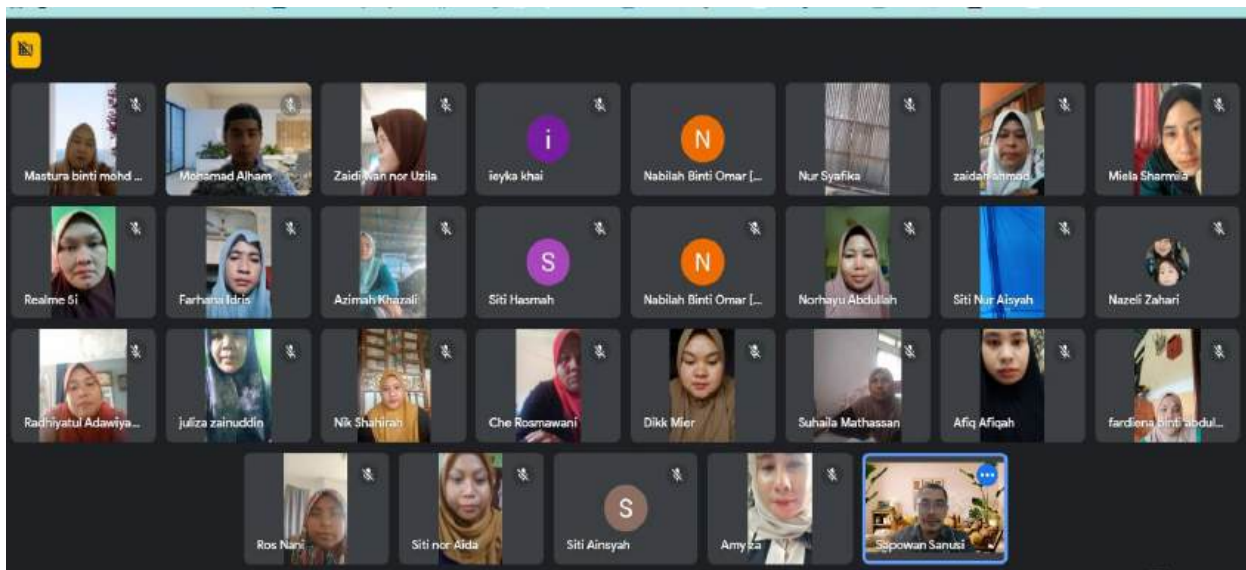 Mastura binti mohd ...
Mohamad Alham
Zaidi wan nor Uzila
i
ieyka khai
N
Nabilah Binti Omar [...
Nur Syafika
zaidah ahmad
Miela Sharmila
Realme 5i
Farhana Idris
Azimah Khazali
S
Siti Hasmah
N
Nabilah Binti Omar [...
Norhayu Abdullah
Siti Nur Aisyah
Nazeli Zahari
Radhiyatul Adawiya...
juliza zainuddin
Nik Shahirah
Che Rosmawani
Dikk Mier
Suhaila Mathassan
Afiq Afiqah
fardiena binti abdul...
Ros Nani
Siti nor Aida
S
Siti Ainsyah
Amy za
Sapowan Sanusi